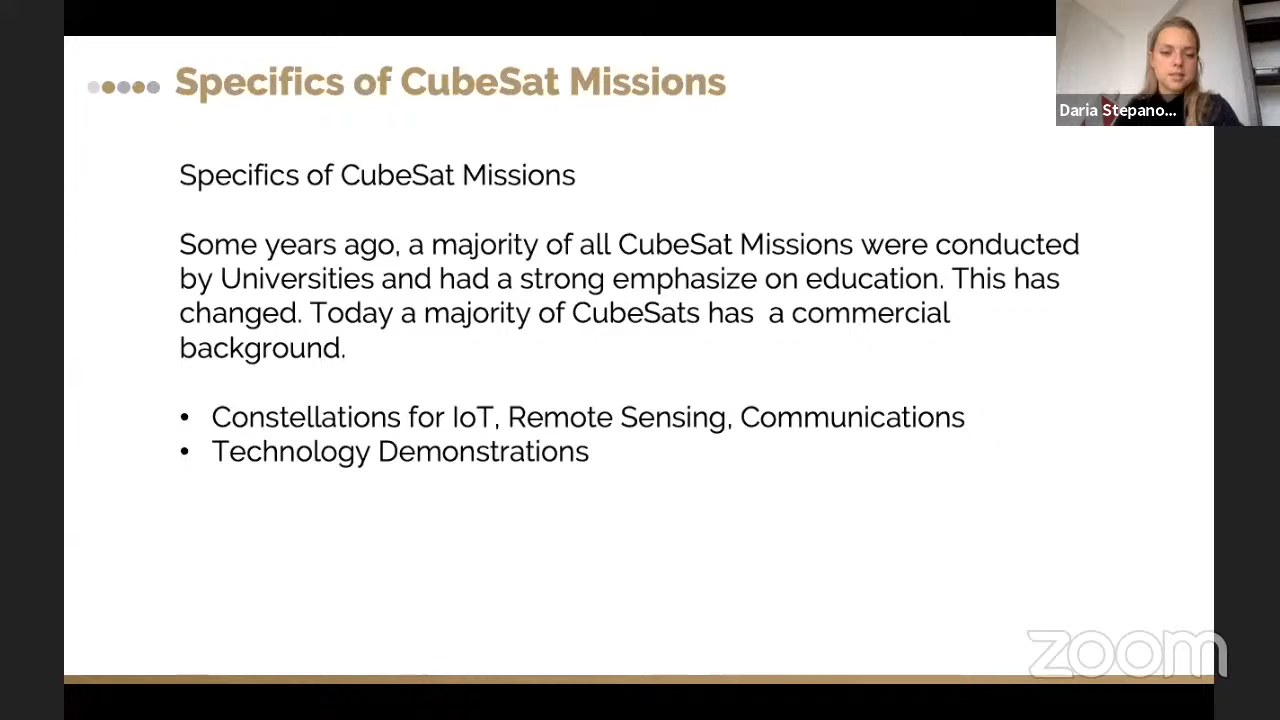 Specifics of CubeSat Missions
Daria Stepano...
Specifics of CubeSat Missions
Some years ago, a majority of all CubeSat Missions were conducted
by Universities and had a strong emphasize on education. This has
changed. Today a majority of CubeSats has  a commercial
background.
• Constellations for IoT, Remote Sensing, Communications
• Technology Demonstrations
zoom